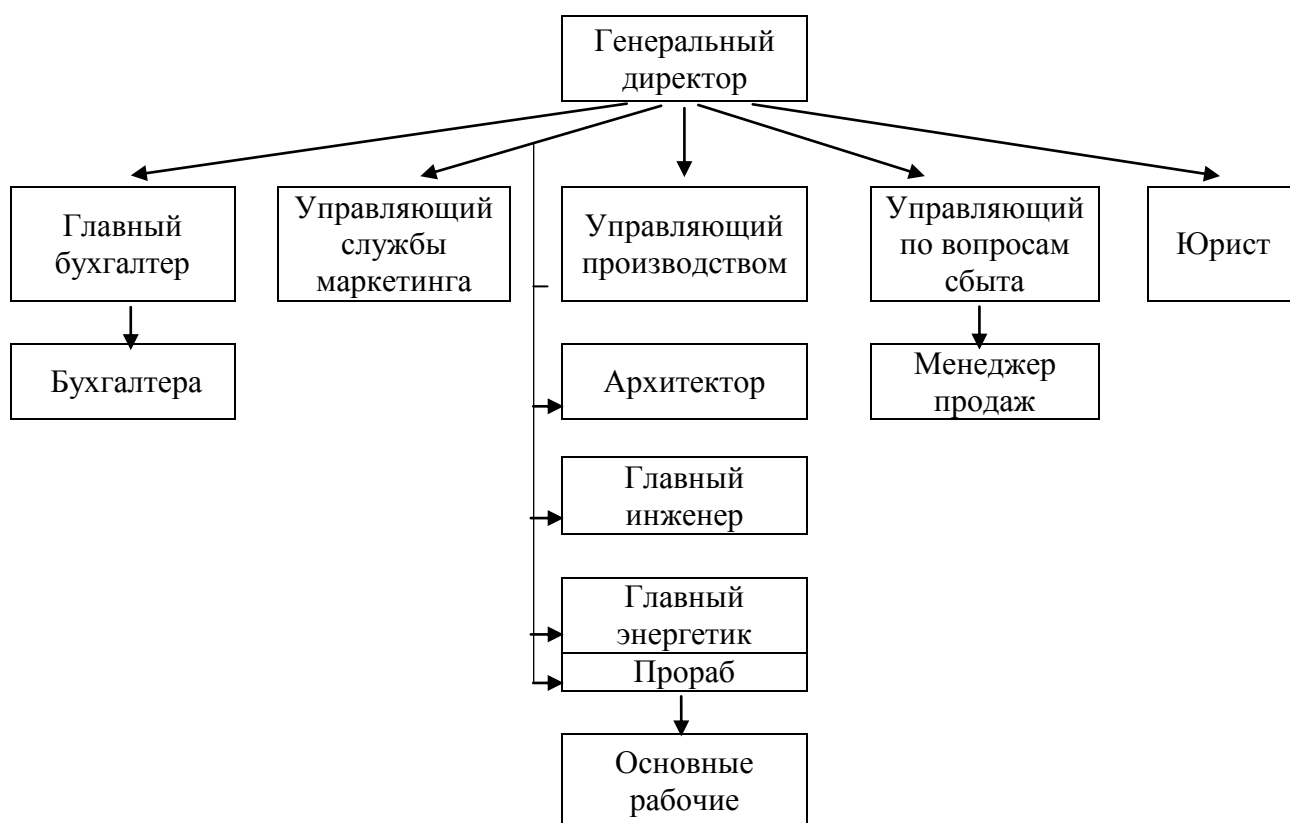 Генеральный
директор
Главный
бухгалтер
Управляющий
службы
маркетинга
Управляющий
производством
Управляющий
по вопросам
сбыта
Юрист
Бухгалтера
Архитектор
Менеджер
продаж
Главный
инженер
Главный
энергетик
Прораб
Основные
рабочие